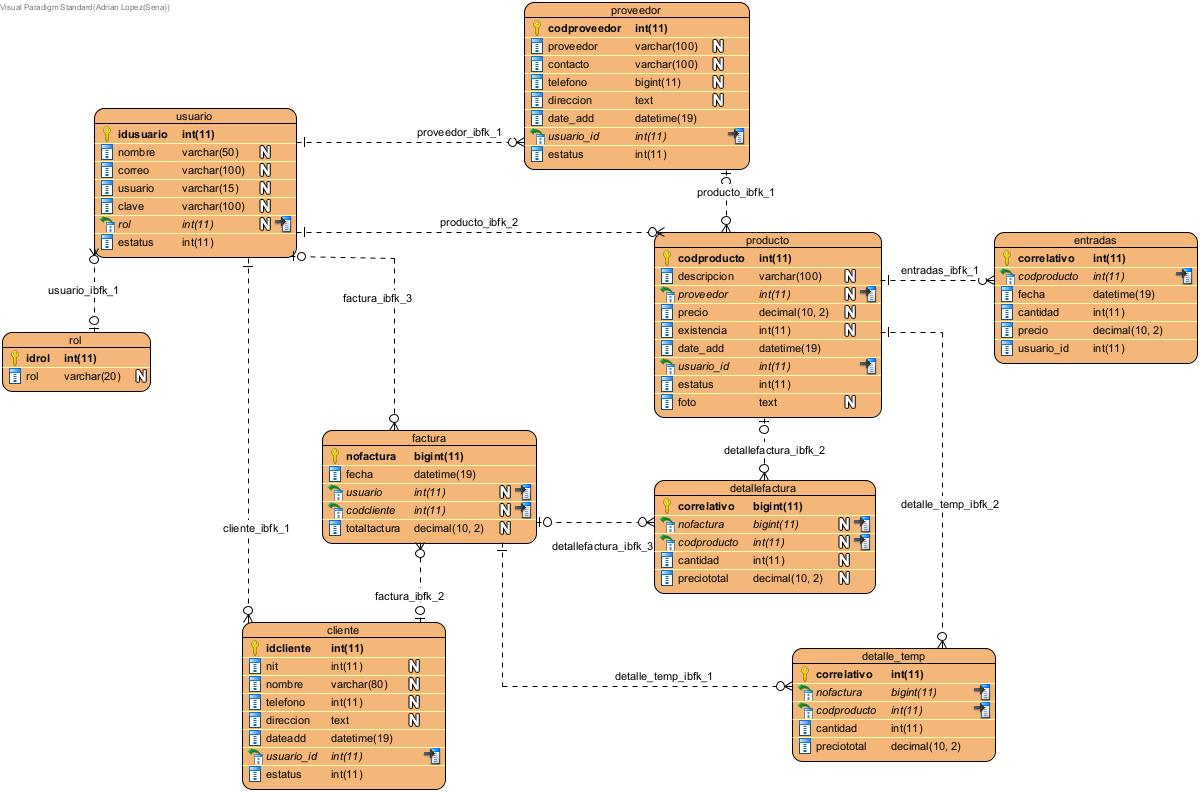 Visual Paradigm Standard(Adrian Lopez(Sena))
proveedor
codproveedor int(11)
proveedor varchar(100) N
contacto varchar(100) N
telefono bigint(11) N
direccion text N
date_add datetime(19)
usuario_id int(11)
estatus int(11)
usuario
idusuario int(11)
nombre varchar(50) N
correo varchar(100) N
usuario varchar(15) N
clave varchar(100) N
rol int(11) N
estatus int(11)
proveedor_ibfk_1
producto_ibfk_1
producto_ibfk_2
producto
codproducto int(11)
descripcion varchar(100) N
proveedor int(11) N
precio decimal(10, 2) N
existencia int(11) N
date_add datetime(19)
usuario_id int(11)
estatus int(11)
foto text N
entradas_ibfk_1
entradas
correlativo int(11)
codproducto int(11)
fecha datetime(19)
cantidad int(11)
precio decimal(10, 2)
usuario_id int(11)
usuario_ibfk_1
factura_ibfk_3
rol
idrol int(11)
rol varchar(20) N
factura
nofactura bigint(11)
fecha datetime(19)
usuario int(11) N
codcliente int(11) N
totaltactura decimal(10, 2) N
detallefactura_ibfk_2
detallefactura
correlativo bigint(11)
nofactura bigint(11) N
codproducto int(11) N
cantidad int(11) N
preciototal decimal(10, 2) N
detalle_temp_ibfk_2
cliente_ibfk_1
detallefactura_ibfk_3
factura_ibfk_2
cliente
idcliente int(11)
nit int(11) N
nombre varchar(80) N
telefono int(11) N
direccion text N
dateadd datetime(19)
usuario_id int(11)
estatus int(11)
detalle_temp_ibfk_1
detalle_temp
correlativo int(11)
nofactura bigint(11)
codproducto int(11)
cantidad int(11)
preciototal decimal(10, 2)